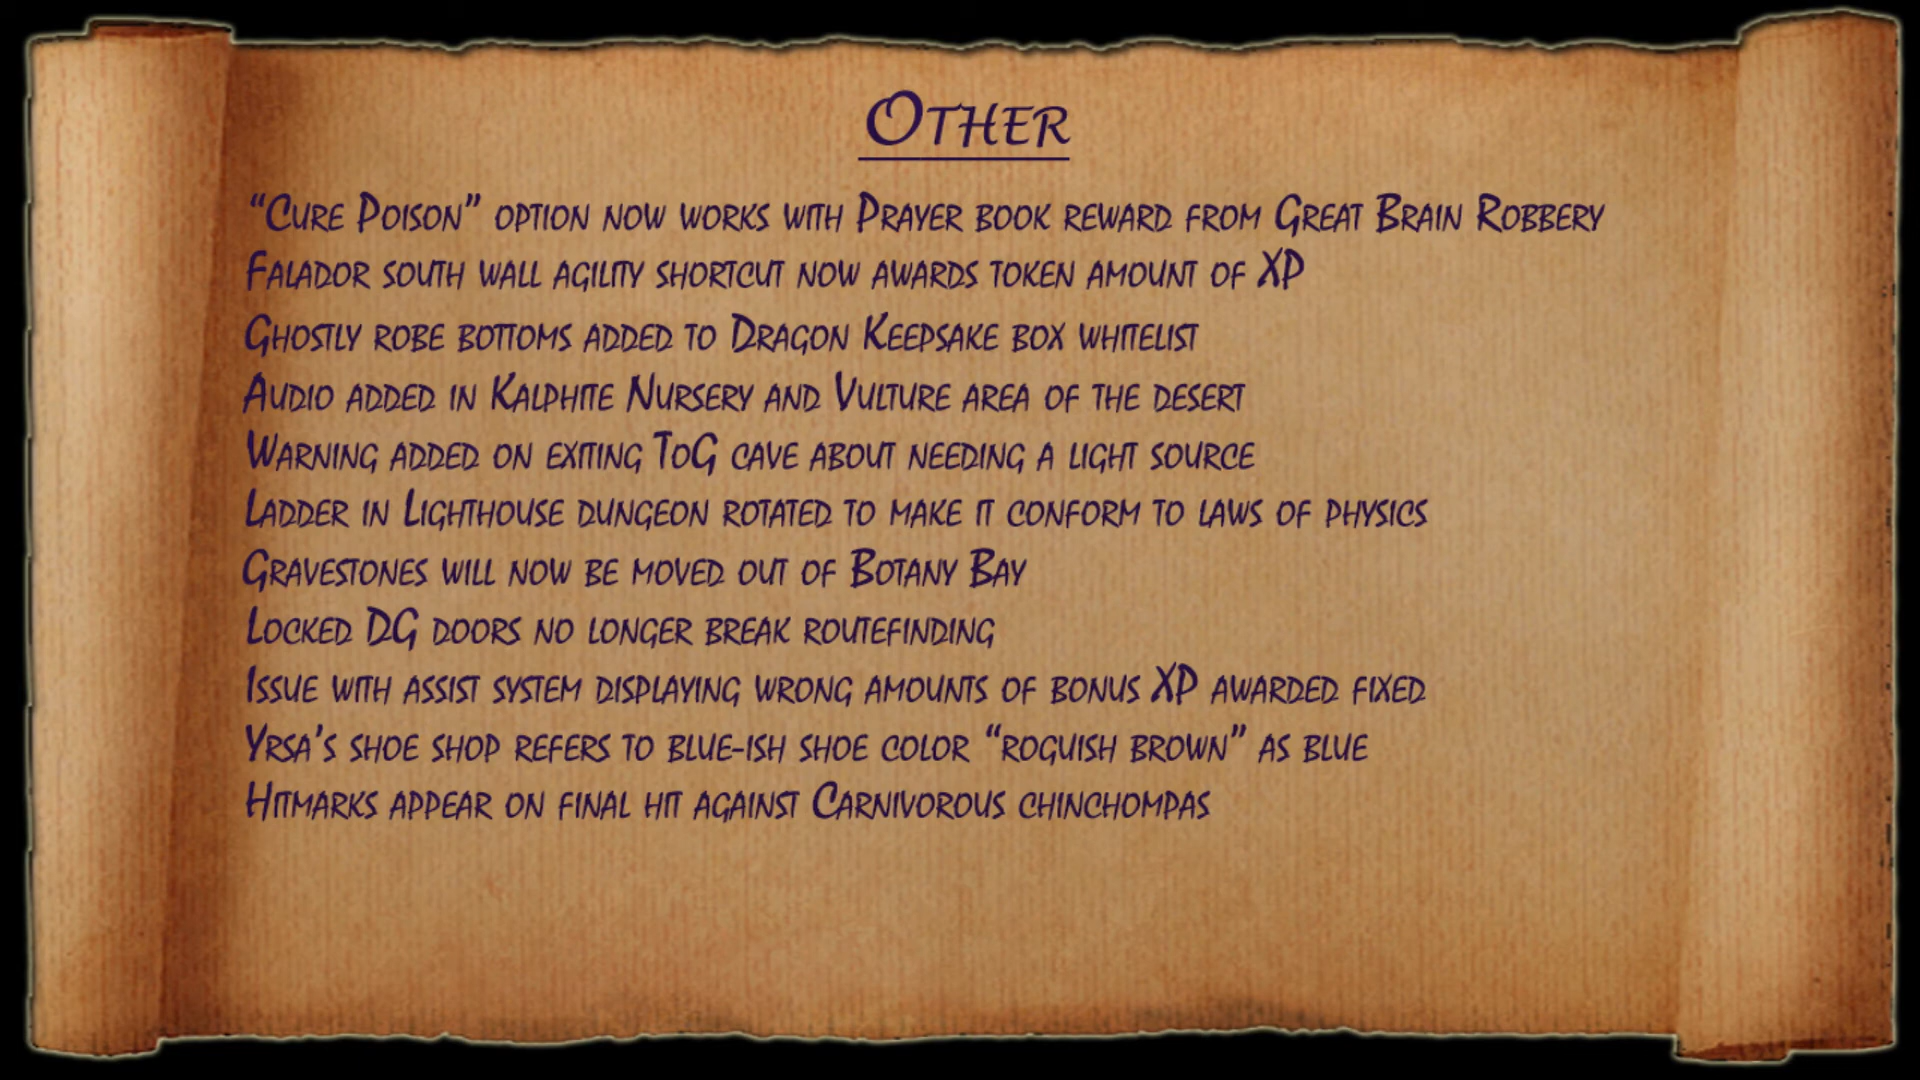 Other
“Cure Poison” option now works with Prayer book reward from Great Brain Robbery
Falador south wall agility shortcut now awards token amount of XP
Ghostly robe bottoms added to Dragon Keepsake box whitelist
Audio added in Kalphite Nursery and Vulture area of the desert
Warning added on exiting ToG cave about needing a light source
Ladder in Lighthouse dungeon rotated to make it conform to laws of physics
Gravestones will now be moved out of Botany Bay
Locked DG doors no longer break routefinding
Issue with assist system displaying wrong amounts of bonus XP awarded fixed
Yrsa’s shoe shop refers to blue-ish shoe color “roguish brown” as blue
Hitmarks appear on final hit against Carnivorous chinchompas